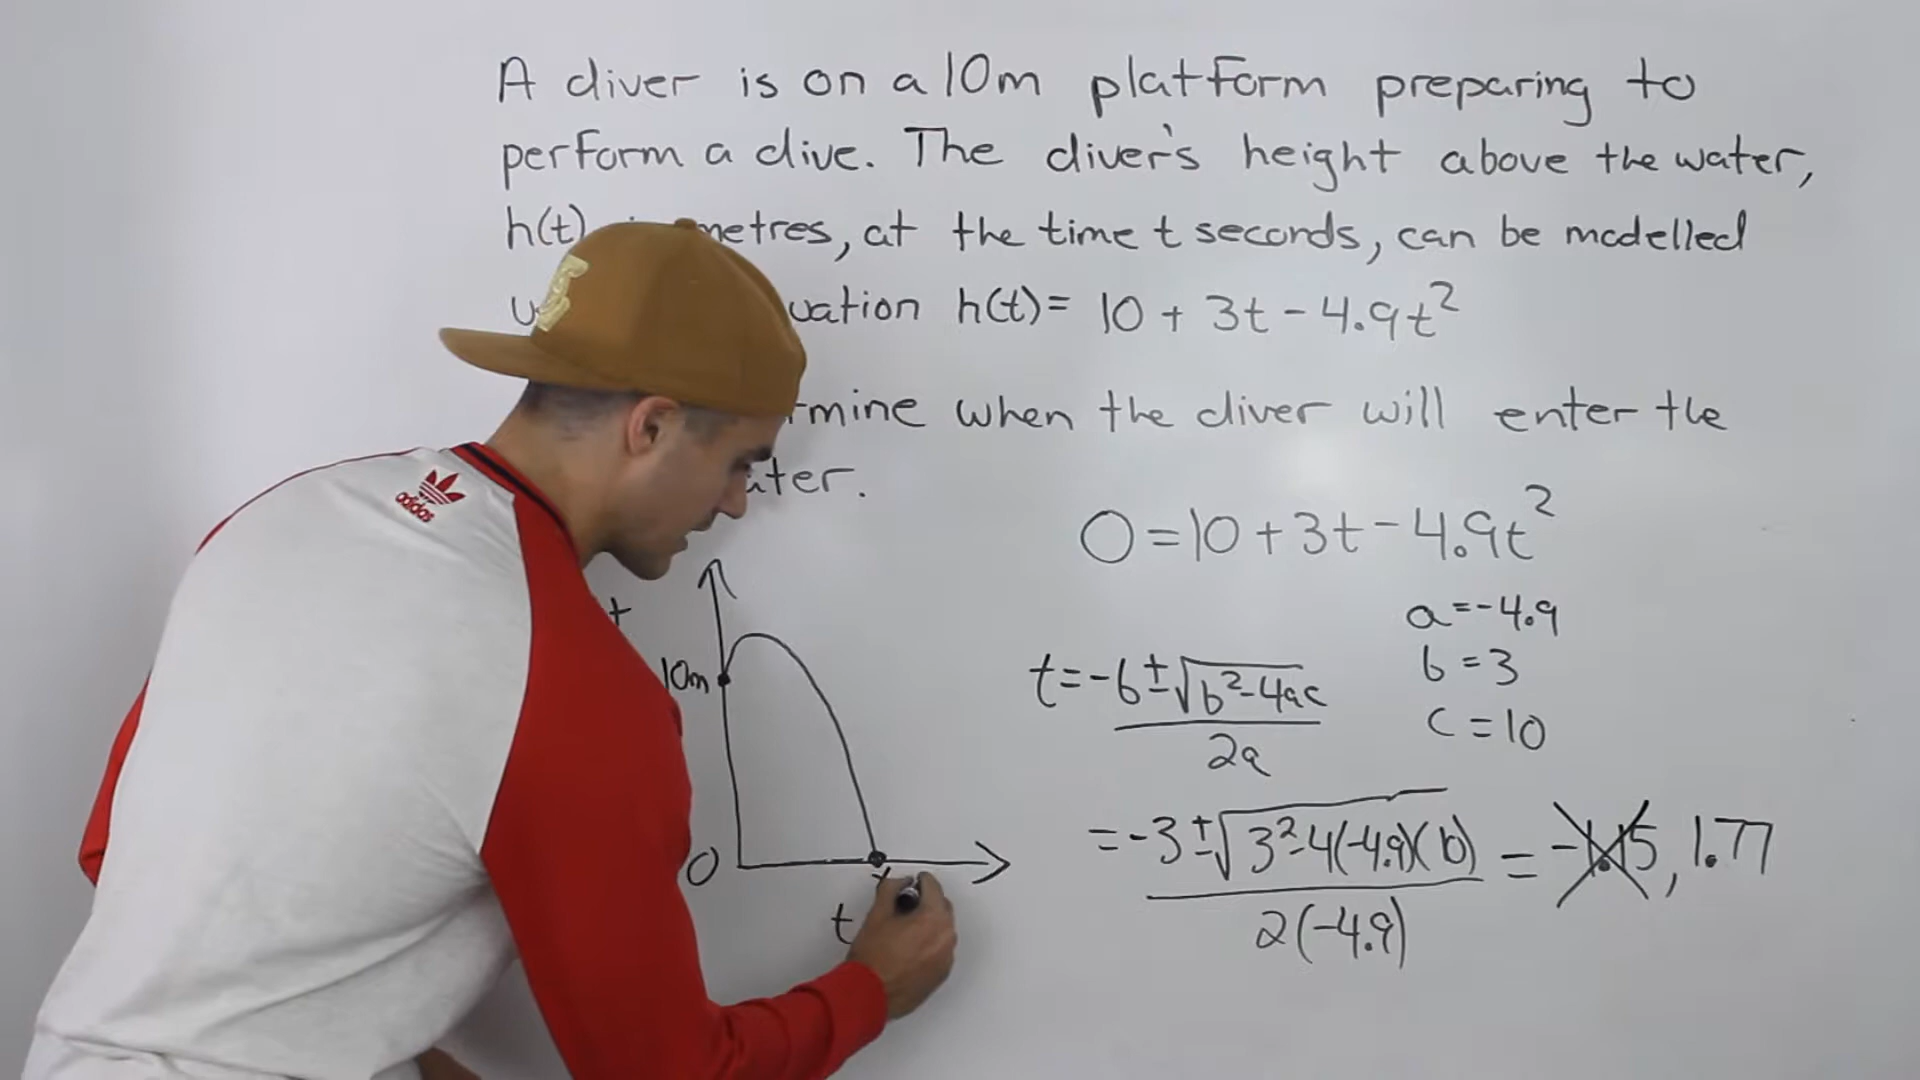 A diver is on a 10m platform preparing to
perform a dive. The diver's height above the water,
h(t) metres, at the time t seconds, can be modelled
h(t) = 10 + 3t - 4.9t²
when the diver will enter the
0 = 10 + 3t - 4.9t²
a = -4.9
b = 3
c = 10
t = -b ± √b² - 4ac
2a
= -3 ± √3² - 4(-4.9)(10) = -1.15, 1.77
2(-4.9)
adidas
10m
0
t